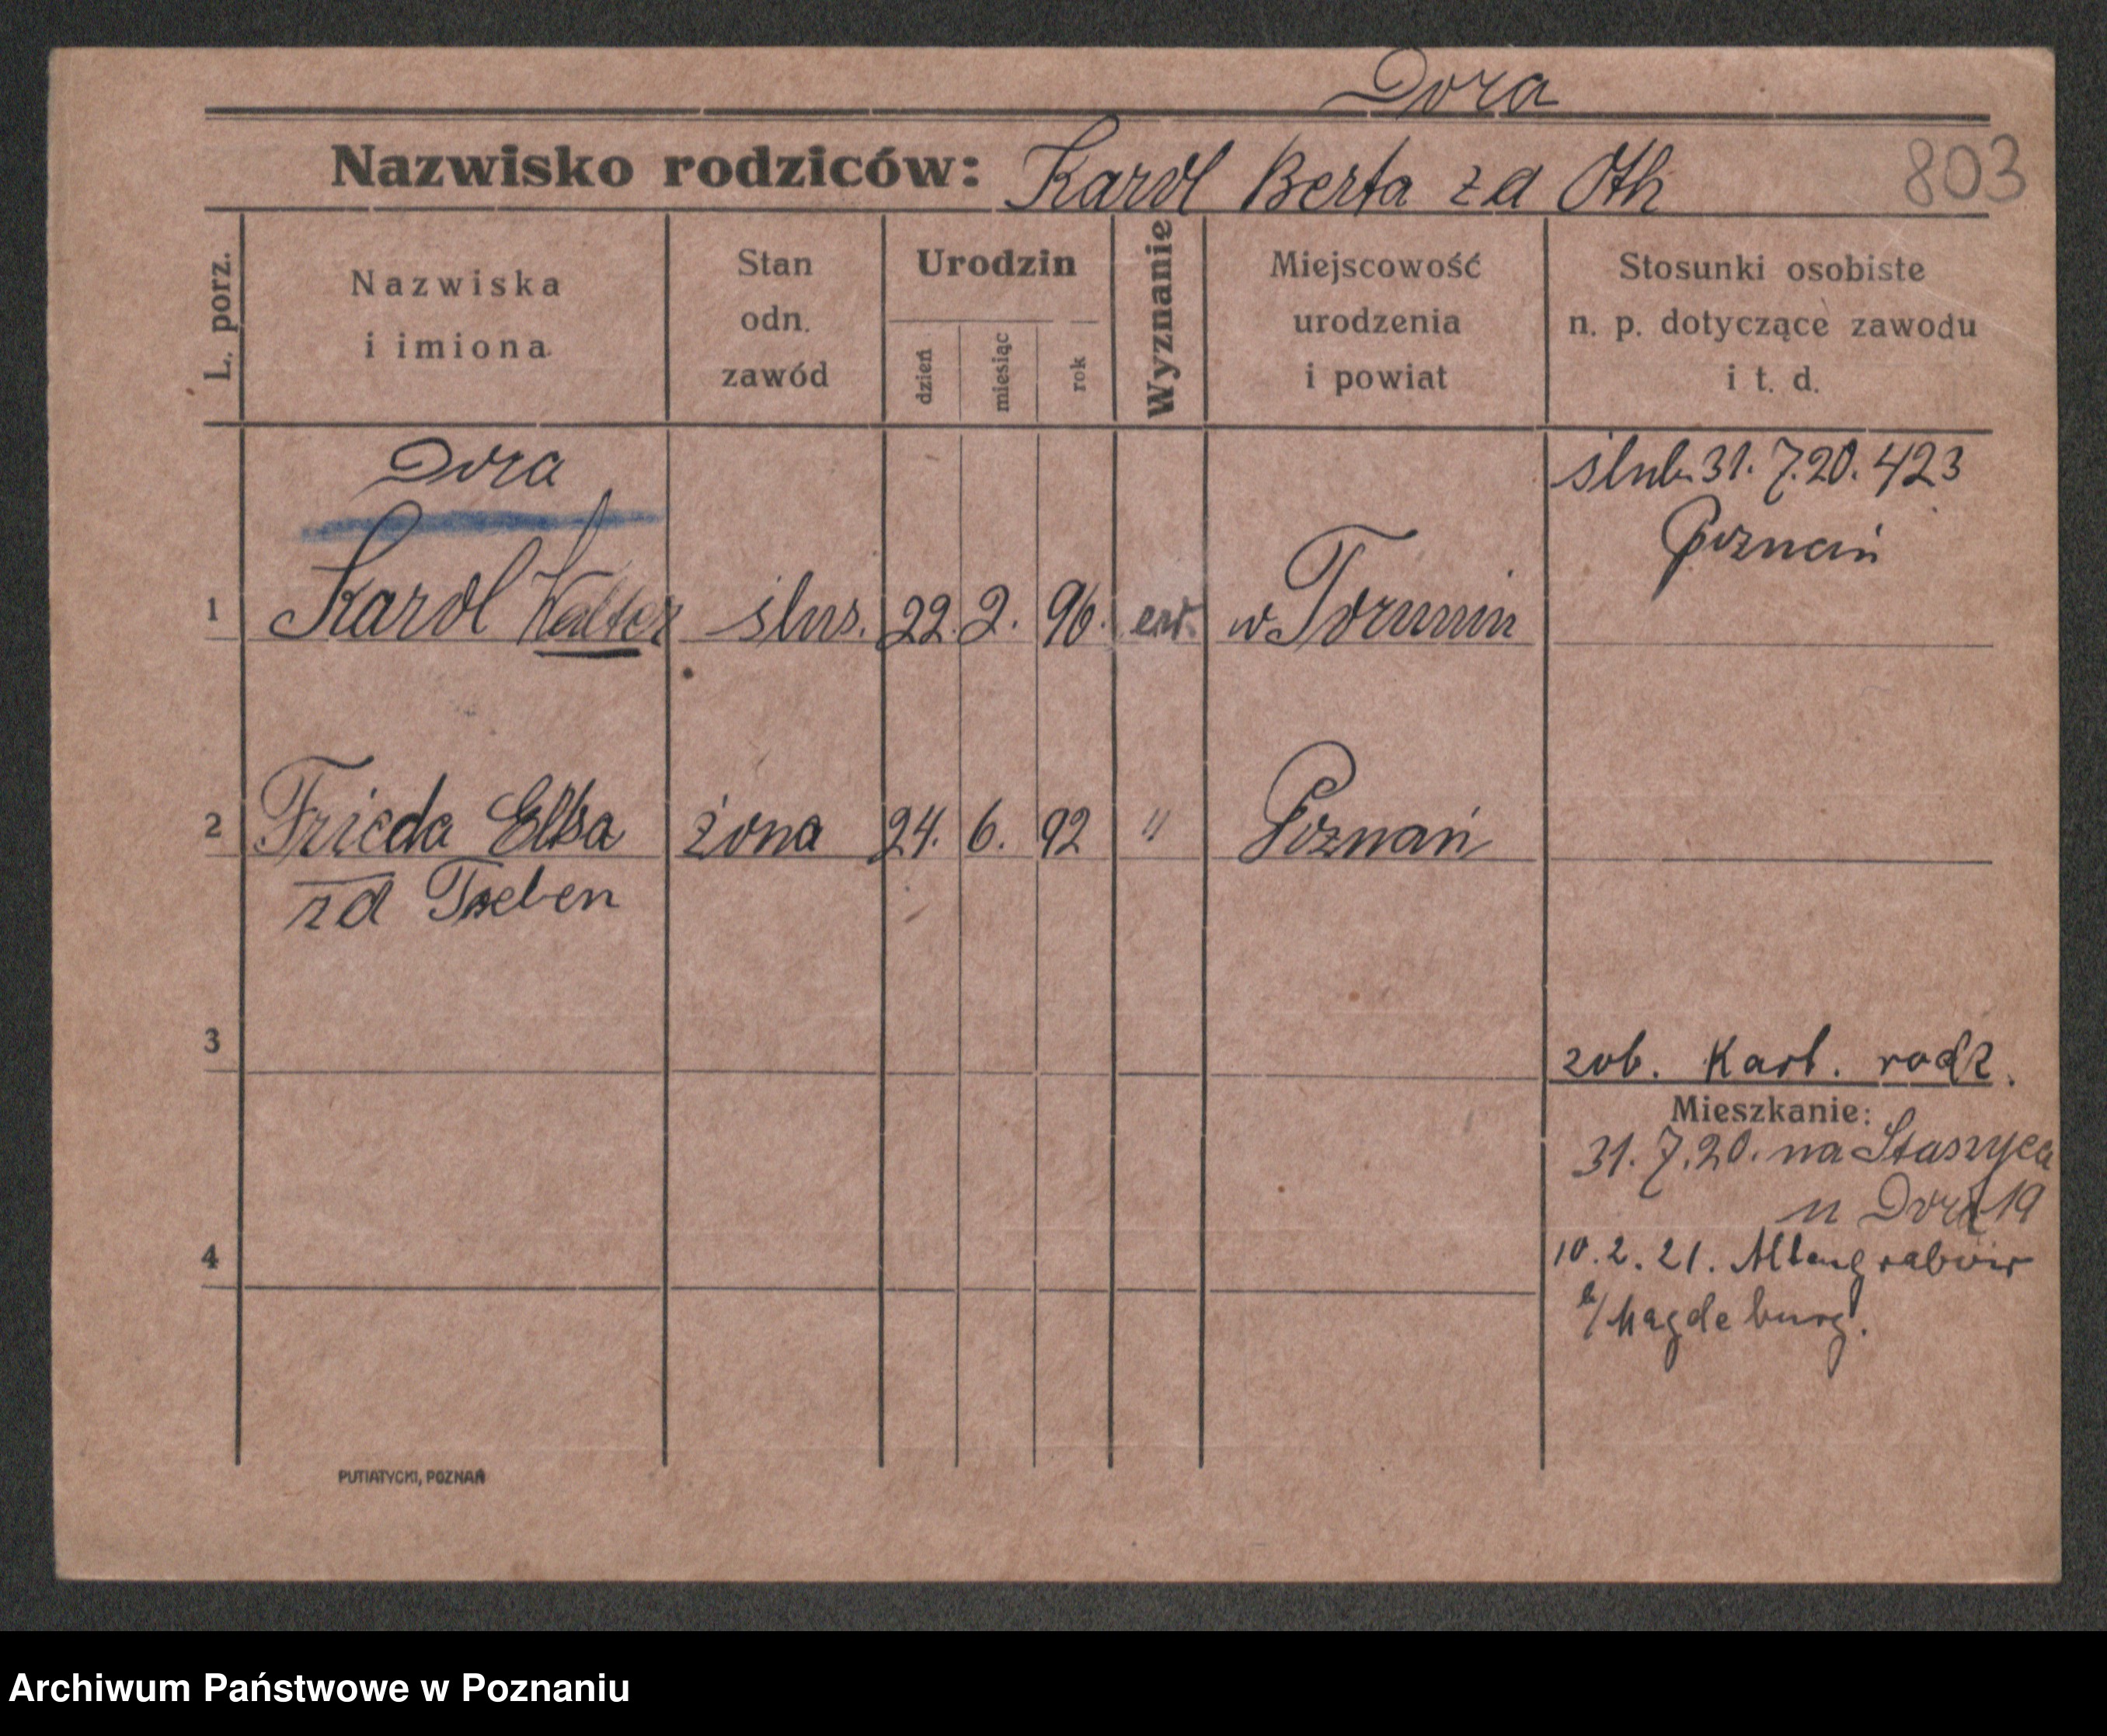 Dora
Nazwisko rodziców: Karol Berta zd Oth
803
L. porz.
Nazwiska
i imiona
Stan
odn.
zawód
Urodzin
dzień
miesiąc
rok
Wyznanie
Miejscowość
urodzenia
i powiat
Stosunki osobiste
n. p. dotyczące zawodu
i t. d.
Dora
ślub. 31. 7. 20. 423
Poznań
1 Karol Walter ślus. 22. 2. 96. ew. w Toruniu
2 Frieda Elsa żona 24. 6. 92 " Poznań
zd
3
zob. Kart. rodz.
Mieszkanie:
31. 7. 20. na Staszyca
u Dora 19
4
10. 2. 21. Altengrabow
b/Magdeburg.
PUTIATYCKI, POZNAŃ
Archiwum Państwowe w Poznaniu